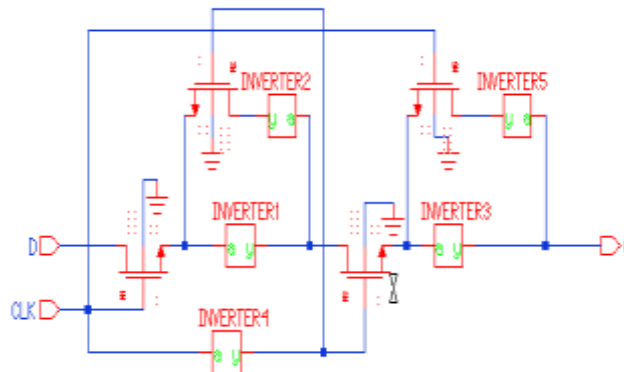 INVERTER2
INVERTER5
y a
y a
INVERTER1
INVERTER3
D
a y
a y
CLK
INVERTER4
a y